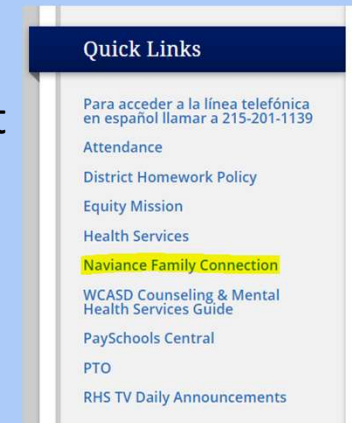 t
Quick Links
Para acceder a la línea telefónica
en español llamar a 215-201-1139
Attendance
District Homework Policy
Equity Mission
Health Services
Naviance Family Connection
WCASD Counseling & Mental
Health Services Guide
PaySchools Central
PTO
RHS TV Daily Announcements